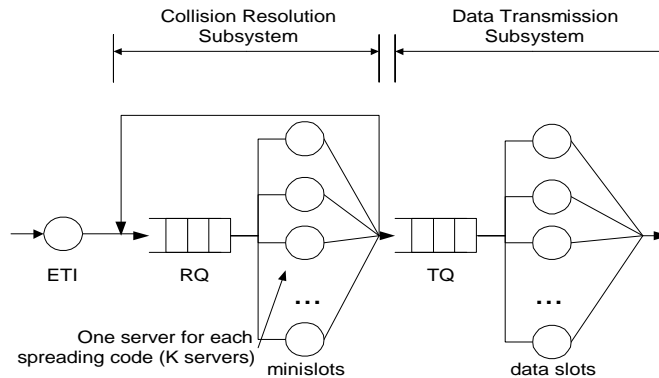 Collision Resolution
Subsystem
Data Transmission
Subsystem
ETI
RQ
TQ
...
...
One server for each
spreading code (K servers)
minislots
data slots